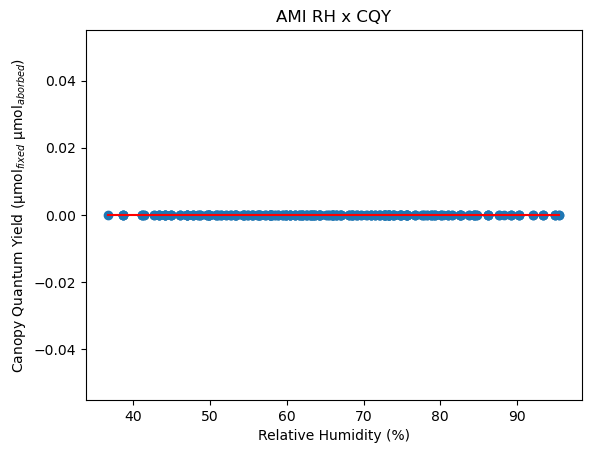 AMI RH x CQY
Canopy Quantum Yield (μmol_fixed μmol_aborbed)
0.04
0.02
0.00
−0.02
−0.04
40 50 60 70 80 90
Relative Humidity (%)